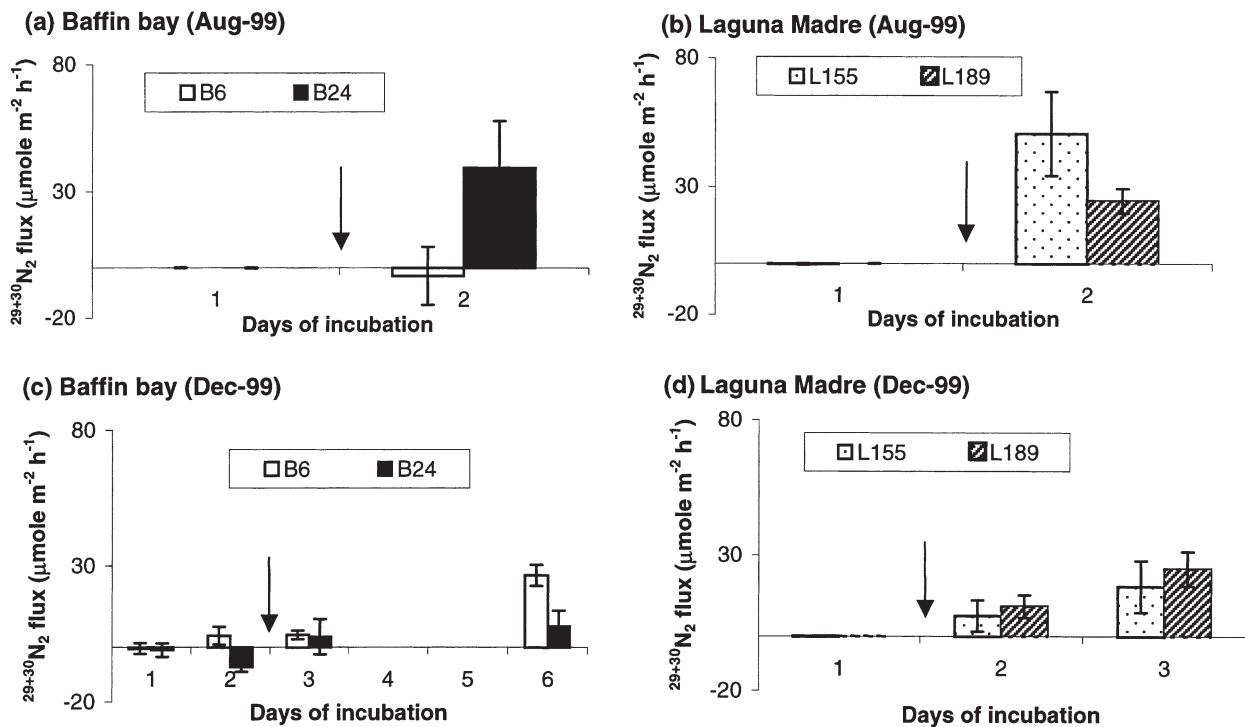 (a) Baffin bay (Aug-99)
80
30
-20
²⁹⁺³⁰N₂ flux (μmole m⁻² h⁻¹)
B6 B24
1 2
Days of incubation
(b) Laguna Madre (Aug-99)
80
30
-20
²⁹⁺³⁰N₂ flux (μmole m⁻² h⁻¹)
L155 L189
1 2
Days of incubation
(c) Baffin bay (Dec-99)
80
30
-20
²⁹⁺³⁰N₂ flux (μmole m⁻² h⁻¹)
B6 B24
1 2 3 4 5 6
Days of incubation
(d) Laguna Madre (Dec-99)
80
30
-20
²⁹⁺³⁰N₂ flux (μmole m⁻² h⁻¹)
L155 L189
1 2 3
Days of incubation